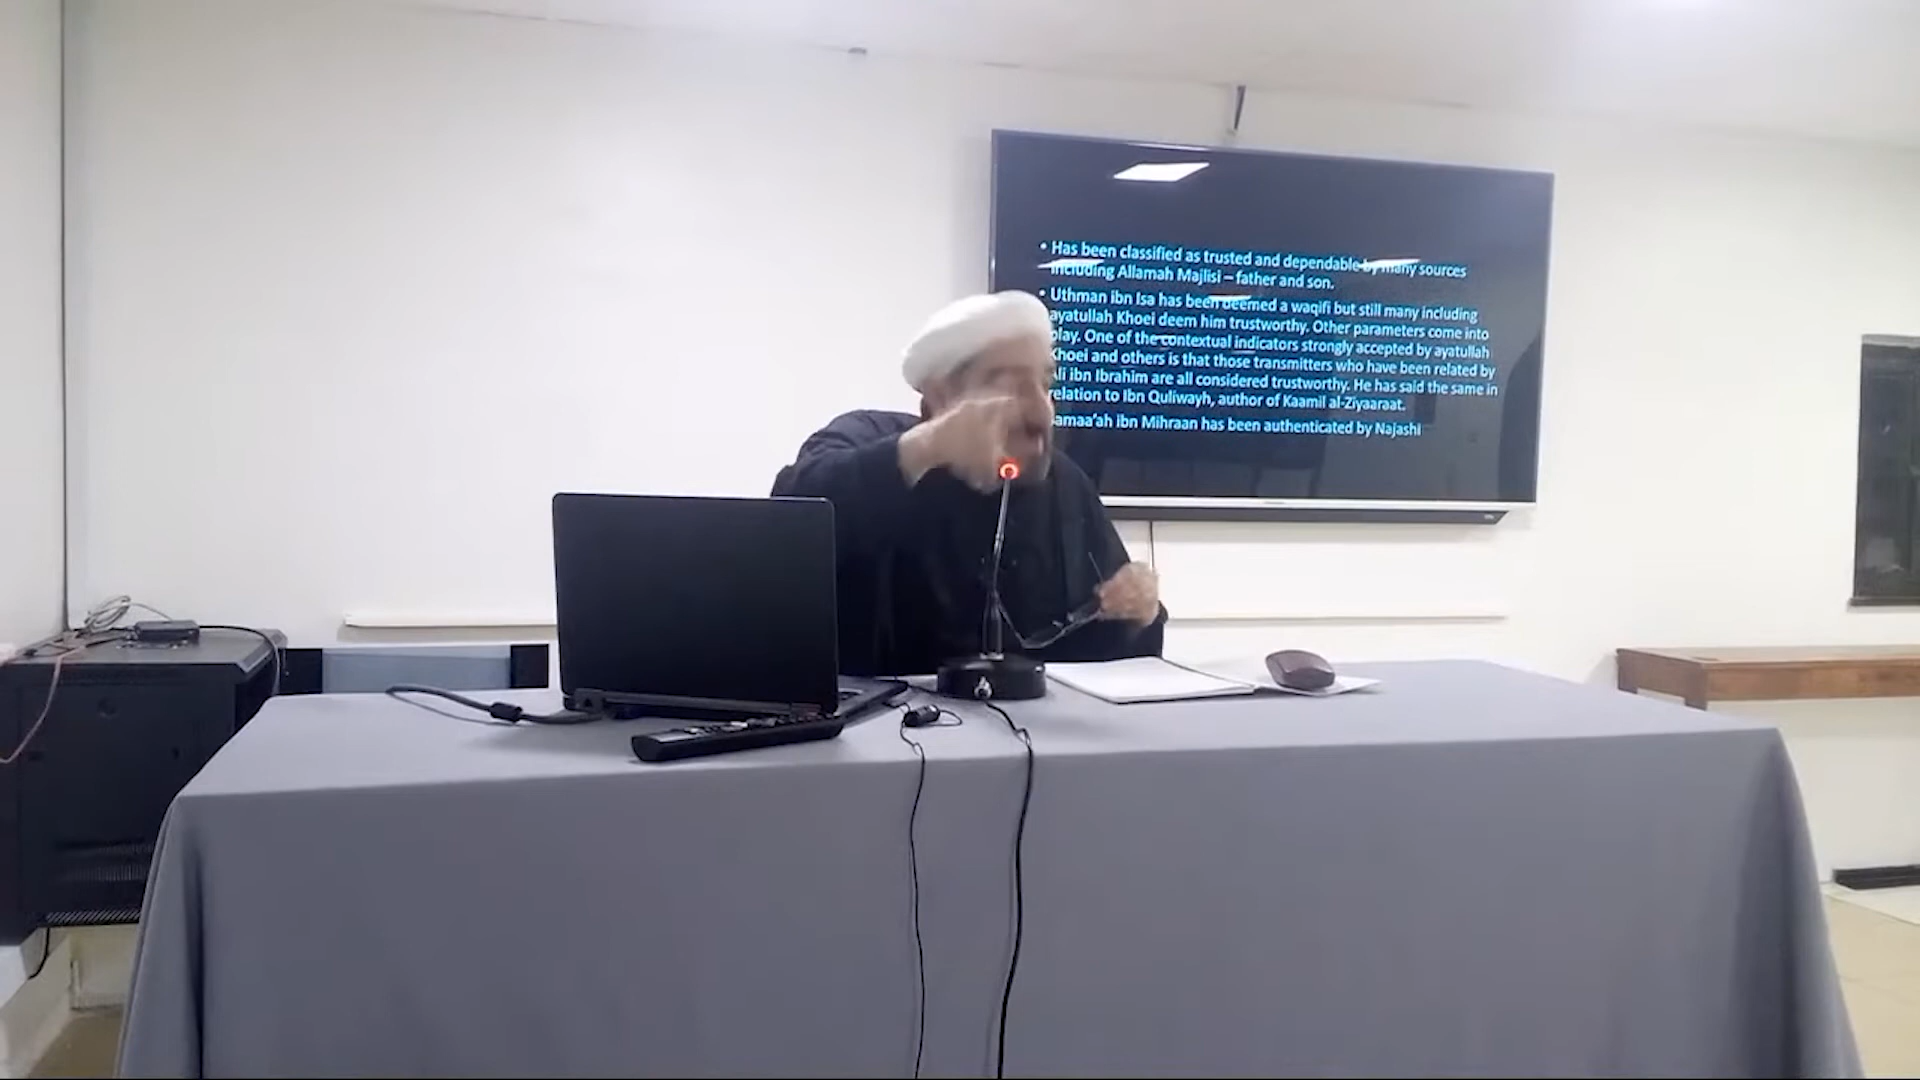 • Has been classified as trusted and dependable by many sources
including Allamah Majlisi – father and son.
• Uthman ibn Isa has been deemed a waqifi but still many including
ayatullah Khoei deem him trustworthy. Other parameters come into
play. One of the contextual indicators strongly accepted by ayatullah
Khoei and others is that those transmitters who have been related by
Ali ibn Ibrahim are all considered trustworthy. He has said the same in
relation to Ibn Quliwayh, author of Kaamil al-Ziyaaraat.
Samaa'ah ibn Mihraan has been authenticated by Najashi